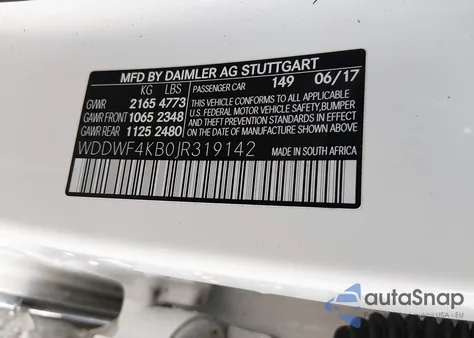 MFD BY DAIMLER AG STUTTGART
KG LBS PASSENGER CAR 149 06/17
GVWR 2165 4773 THIS VEHICLE CONFORMS TO ALL APPLICABLE
GAWR FRONT 1065 2348 U.S. FEDERAL MOTOR VEHICLE SAFETY, BUMPER
GAWR REAR 1125 2480 AND THEFT PREVENTION STANDARDS IN EFFECT ON THE
DATE OF MANUFACTURE SHOWN ABOVE.
WDDWF4KB0JR319142 MADE IN SOUTH AFRICA
autoSnap